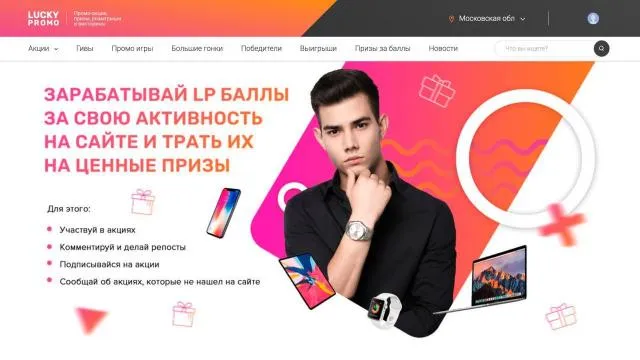 LUCKY
PROMO
Промо-акции,
призы, розыгрыши
и викторины
Московская обл
Акции
Гивы
Промо игры
Большие гонки
Победители
Выигрыши
Призы за баллы
Новости
Что вы ищете?
ЗАРАБАТЫВАЙ LP БАЛЛЫ
ЗА СВОЮ АКТИВНОСТЬ
НА САЙТЕ И ТРАТЬ ИХ
НА ЦЕННЫЕ ПРИЗЫ
Для этого:
Участвуй в акциях
Комментируй и делай репосты
Подписывайся на акции
Сообщай об акциях, которые не нашел на сайте